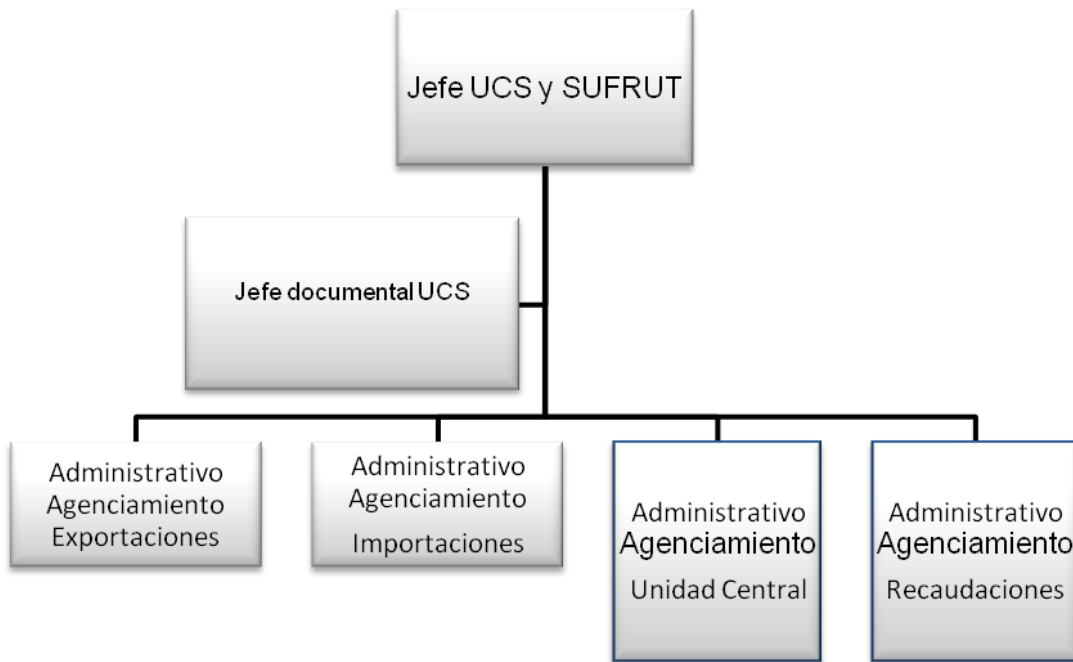 Jefe UCS y SUFRUT
Jefe documental UCS
Administrativo
Agenciamiento
Exportaciones
Administrativo
Agenciamiento
Importaciones
Administrativo
Agenciamiento
Unidad Central
Administrativo
Agenciamiento
Recaudaciones